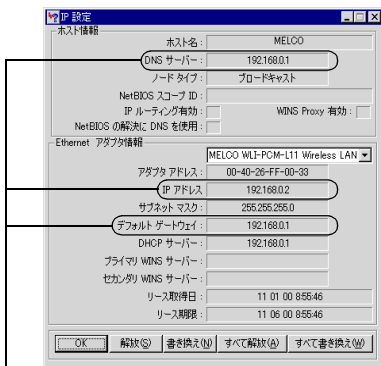 IP 設定
ホスト情報
ホスト名： MELCO
DNS サーバー： 192.168.0.1
ノード タイプ： ブロードキャスト
NetBIOS スコープ ID：
IP ルーティング有効： WINS Proxy 有効：
NetBIOS の解決に DNS を使用：
Ethernet アダプタ情報
MELCO WLI-PCM-L11 Wireless LAN
アダプタ アドレス： 00-40-26-FF-00-33
IP アドレス 192.168.0.2
サブネット マスク： 255.255.255.0
デフォルト ゲートウェイ： 192.168.0.1
DHCP サーバー： 192.168.0.1
プライマリ WINS サーバー：
セカンダリ WINS サーバー：
リース取得日： 11 01 00 8:55:46
リース期限： 11 06 00 8:55:46
OK 解放(S) 書き換え(N) すべて解放(A) すべて書き換え(W)